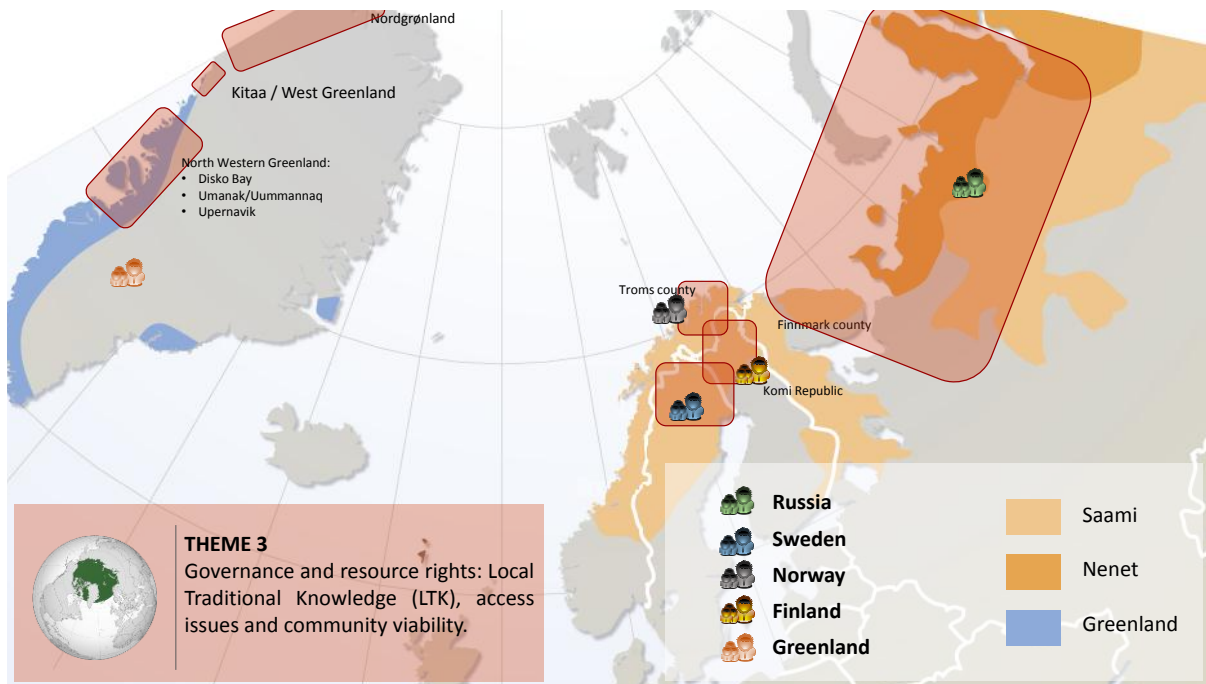 Nordgrønland
Kitaa / West Greenland
North Western Greenland:
• Disko Bay
• Umanak/Uummannaq
• Upernavik
Troms county
Finnmark county
Komi Republic
THEME 3
Governance and resource rights: Local
Traditional Knowledge (LTK), access
issues and community viability.
Russia
Sweden
Norway
Finland
Greenland
Saami
Nenet
Greenland